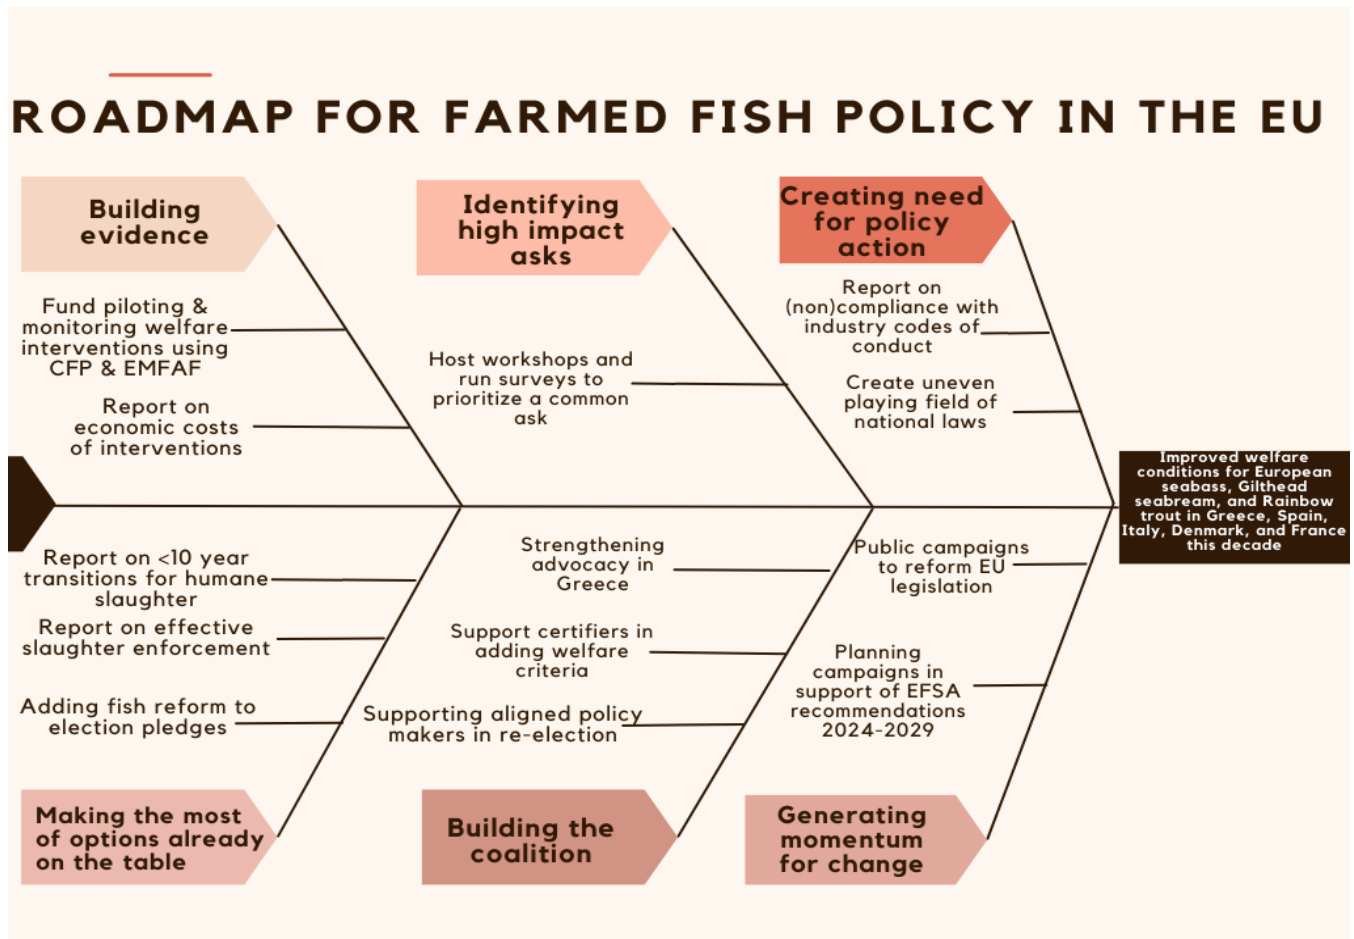 ROADMAP FOR FARMED FISH POLICY IN THE EU
Building
evidence
Fund piloting &
monitoring welfare
interventions using
CFP & EMFAF
Report on
economic costs
of interventions
Identifying
high impact
asks
Host workshops and
run surveys to
prioritize a common
ask
Creating need
for policy
action
Report on
(non)compliance with
industry codes of
conduct
Create uneven
playing field of
national laws
Improved welfare
conditions for European
seabass, Gilthead
seabream, and Rainbow
trout in Greece, Spain,
Italy, Denmark, and France
this decade
Report on <10 year
transitions for humane
slaughter
Report on effective
slaughter enforcement
Adding fish reform to
election pledges
Making the most
of options already
on the table
Strengthening
advocacy in
Greece
Support certifiers in
adding welfare
criteria
Supporting aligned policy
makers in re-election
Building the
coalition
Public campaigns
to reform EU
legislation
Planning
campaigns in
support of EFSA
recommendations
2024-2029
Generating
momentum
for change